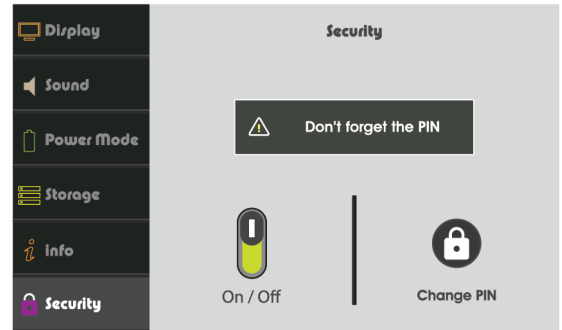 Display
Sound
Power Mode
Storage
info
Security
Security
Don't forget the PIN
On / Off
Change PIN